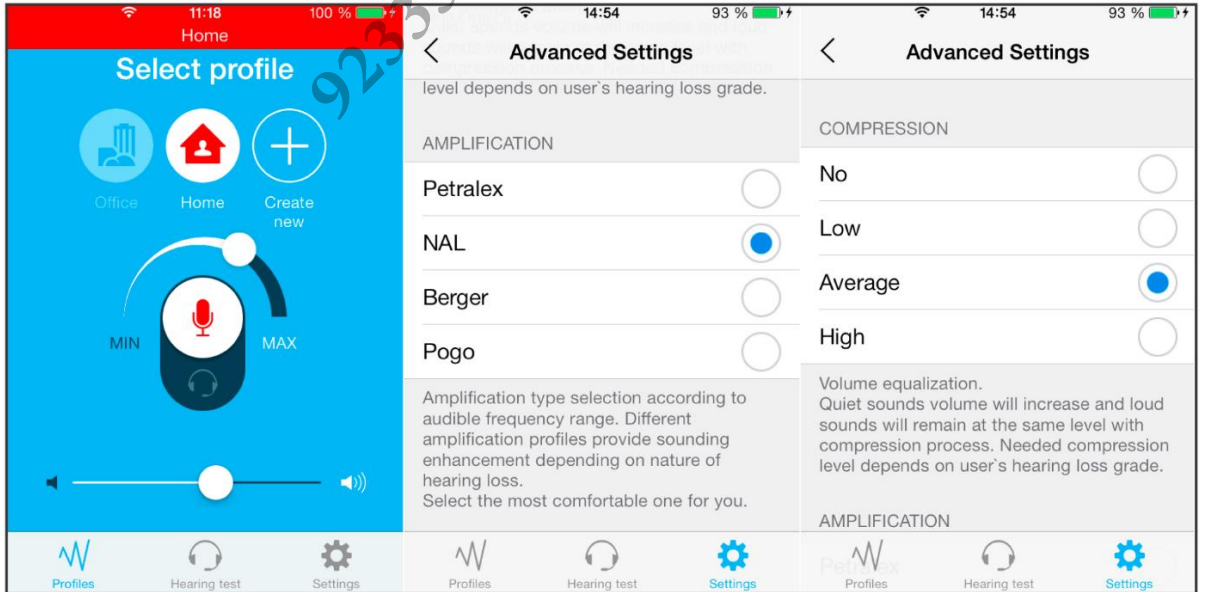 11:18
100 %
Home
Select profile
Office
Home
Create
new
MIN
MAX
Profiles
Hearing test
Settings
14:54
93 %
Advanced Settings
level depends on user`s hearing loss grade.
AMPLIFICATION
Petralex
NAL
Berger
Pogo
Amplification type selection according to
audible frequency range. Different
amplification profiles provide sounding
enhancement depending on nature of
hearing loss.
Select the most comfortable one for you.
Profiles
Hearing test
Settings
14:54
93 %
Advanced Settings
COMPRESSION
No
Low
Average
High
Volume equalization.
Quiet sounds volume will increase and loud
sounds will remain at the same level with
compression process. Needed compression
level depends on user`s hearing loss grade.
AMPLIFICATION
Petralex
Profiles
Hearing test
Settings